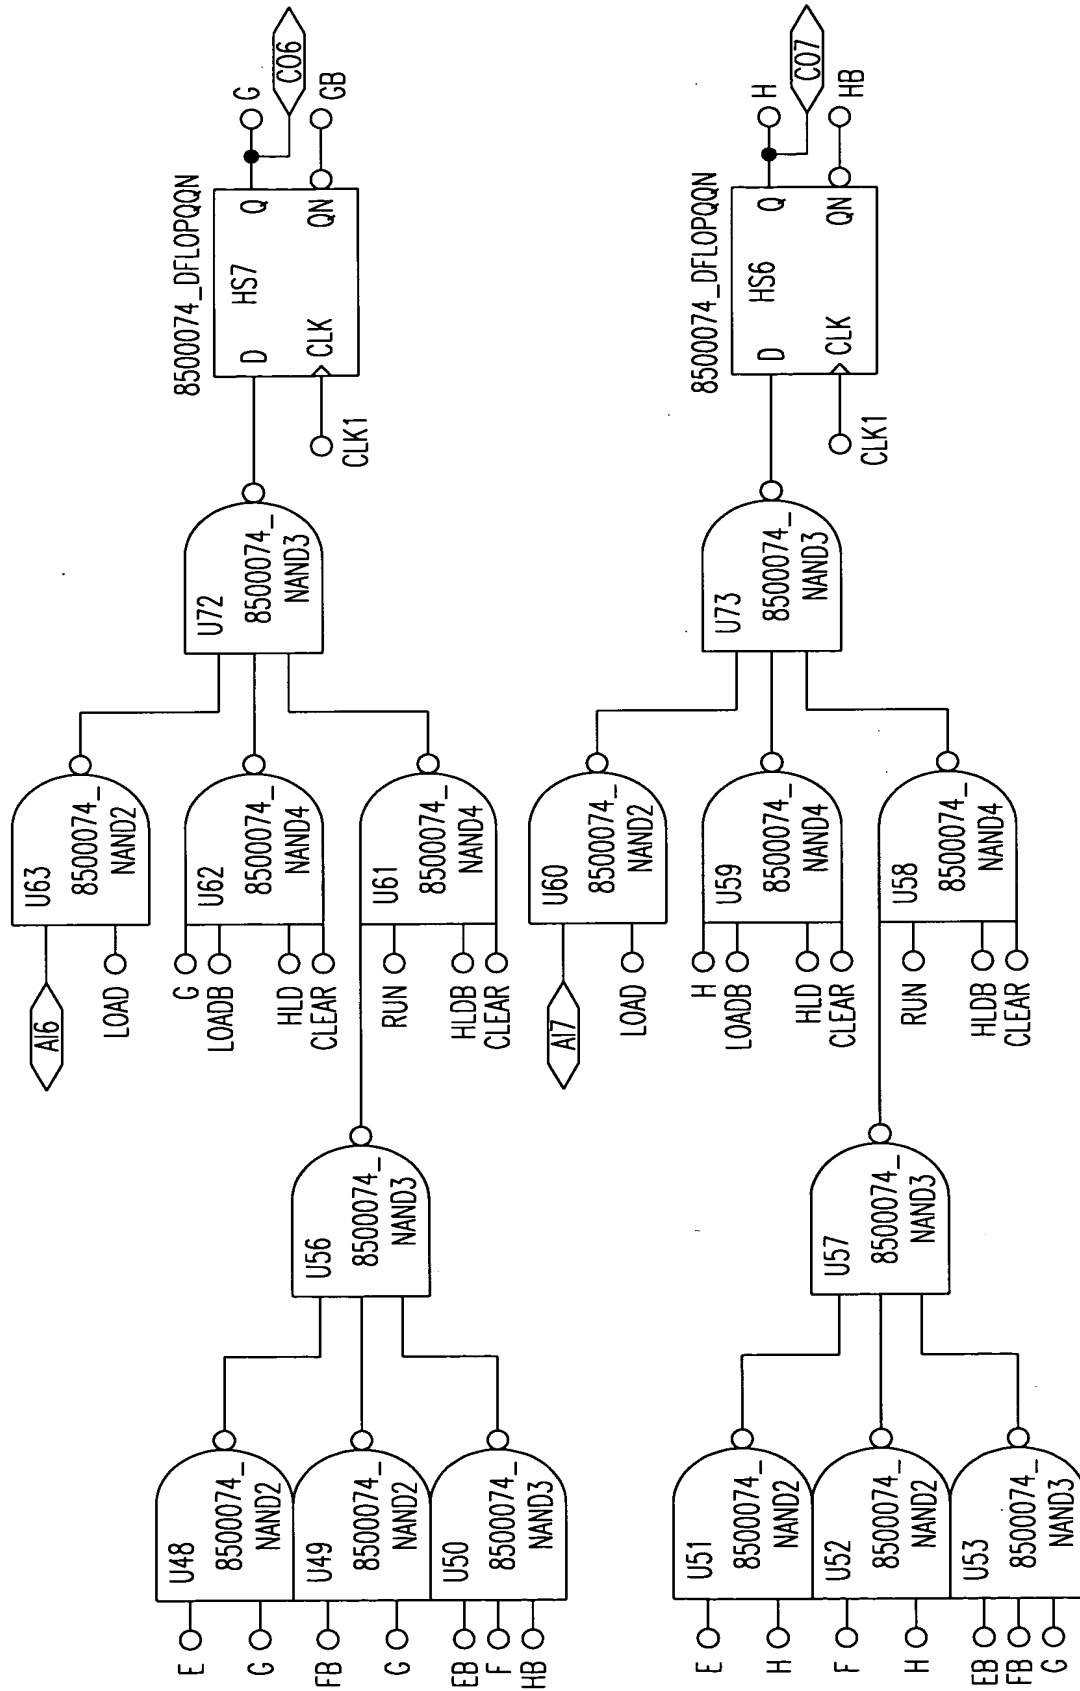 E
G
U48
8500074_
NAND2
FB
G
U49
8500074_
NAND2
EB
F
HB
U50
8500074_
NAND3
U56
8500074_
NAND3
AI6
LOAD
U63
8500074_
NAND2
G
LOADB
HLD
CLEAR
U62
8500074_
NAND4
RUN
HLDB
CLEAR
U61
8500074_
NAND4
U72
8500074_
NAND3
8500074_DFLOPQQN
D
HS7
Q
CLK
QN
CLK1
G
CO6
GB
E
H
U51
8500074_
NAND2
F
H
U52
8500074_
NAND2
EB
FB
G
U53
8500074_
NAND3
U57
8500074_
NAND3
AI7
LOAD
U60
8500074_
NAND2
H
LOADB
HLD
CLEAR
U59
8500074_
NAND4
RUN
HLDB
CLEAR
U58
8500074_
NAND4
U73
8500074_
NAND3
8500074_DFLOPQQN
D
HS6
Q
CLK
QN
CLK1
H
CO7
HB